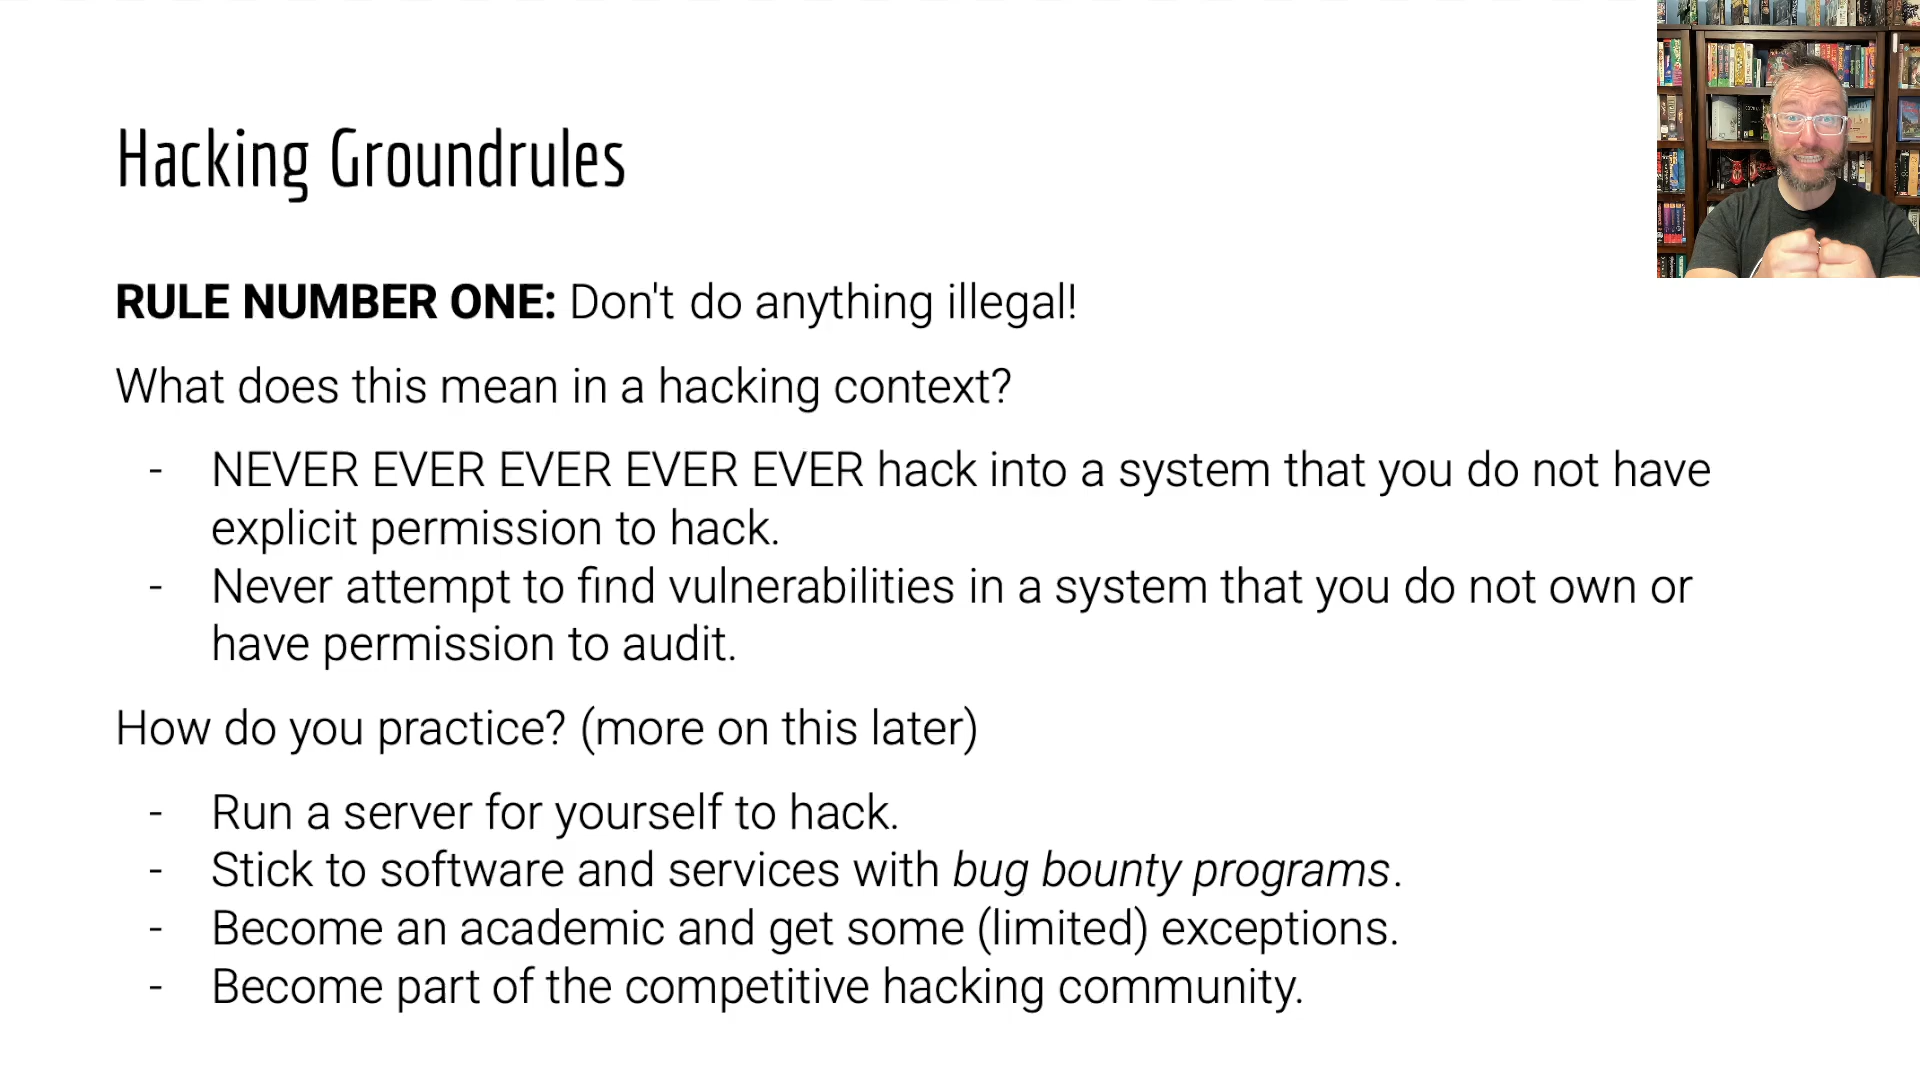 Hacking Groundrules
RULE NUMBER ONE: Don't do anything illegal!
What does this mean in a hacking context?
- NEVER EVER EVER EVER EVER hack into a system that you do not have
explicit permission to hack.
- Never attempt to find vulnerabilities in a system that you do not own or
have permission to audit.
How do you practice? (more on this later)
- Run a server for yourself to hack.
- Stick to software and services with bug bounty programs.
- Become an academic and get some (limited) exceptions.
- Become part of the competitive hacking community.